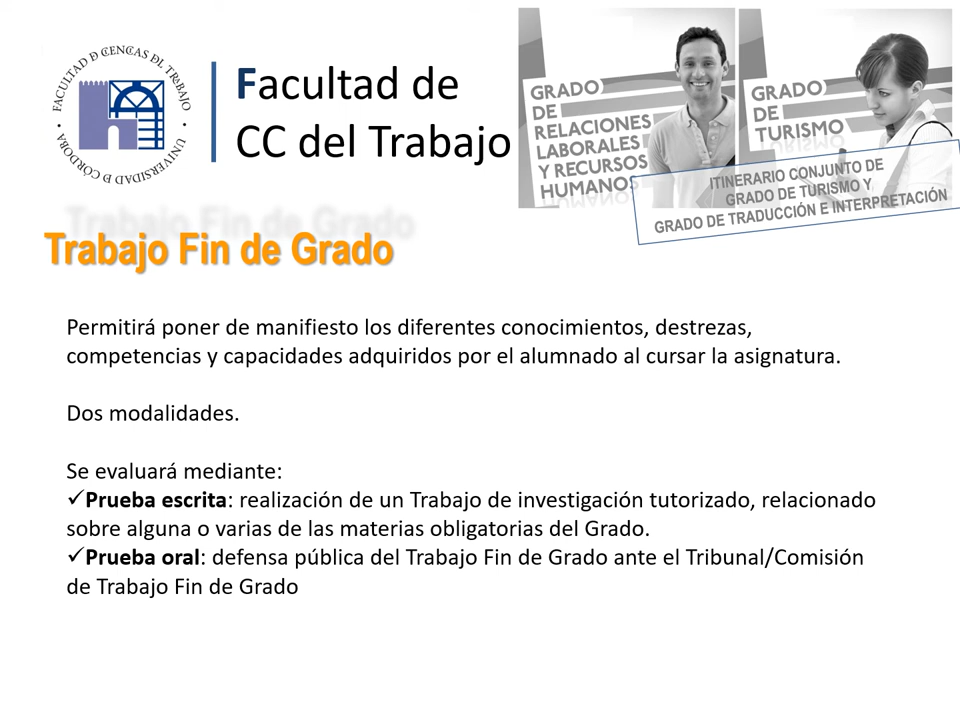 FACULTAD D CENCAS DL TRABAJO • UNIVERSIDAD D CÓRDOBA •
Facultad de
CC del Trabajo
GRADO
DE
RELACIONES
LABORALES
Y RECURSOS
HUMANOS
GRADO
DE
TURISMO
ITINERARIO CONJUNTO DE
GRADO DE TURISMO Y
GRADO DE TRADUCCIÓN E INTERPRETACIÓN
Trabajo Fin de Grado
Permitirá poner de manifiesto los diferentes conocimientos, destrezas,
competencias y capacidades adquiridos por el alumnado al cursar la asignatura.
Dos modalidades.
Se evaluará mediante:
✓Prueba escrita: realización de un Trabajo de investigación tutorizado, relacionado
sobre alguna o varias de las materias obligatorias del Grado.
✓Prueba oral: defensa pública del Trabajo Fin de Grado ante el Tribunal/Comisión
de Trabajo Fin de Grado